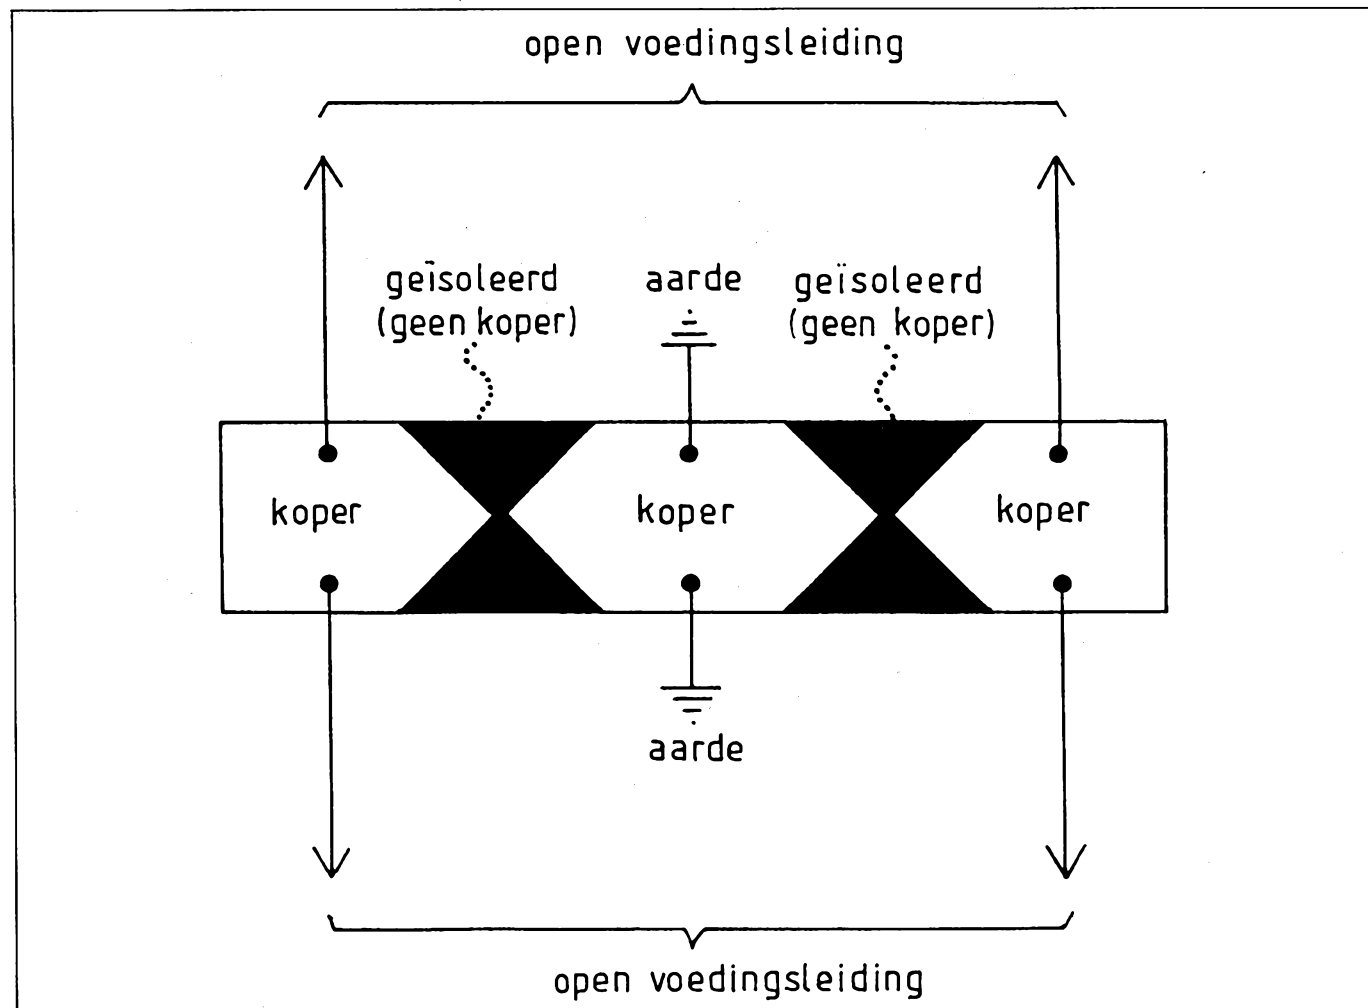 open voedingsleiding
geïsoleerd
(geen koper)
aarde
geïsoleerd
(geen koper)
koper
koper
koper
aarde
open voedingsleiding